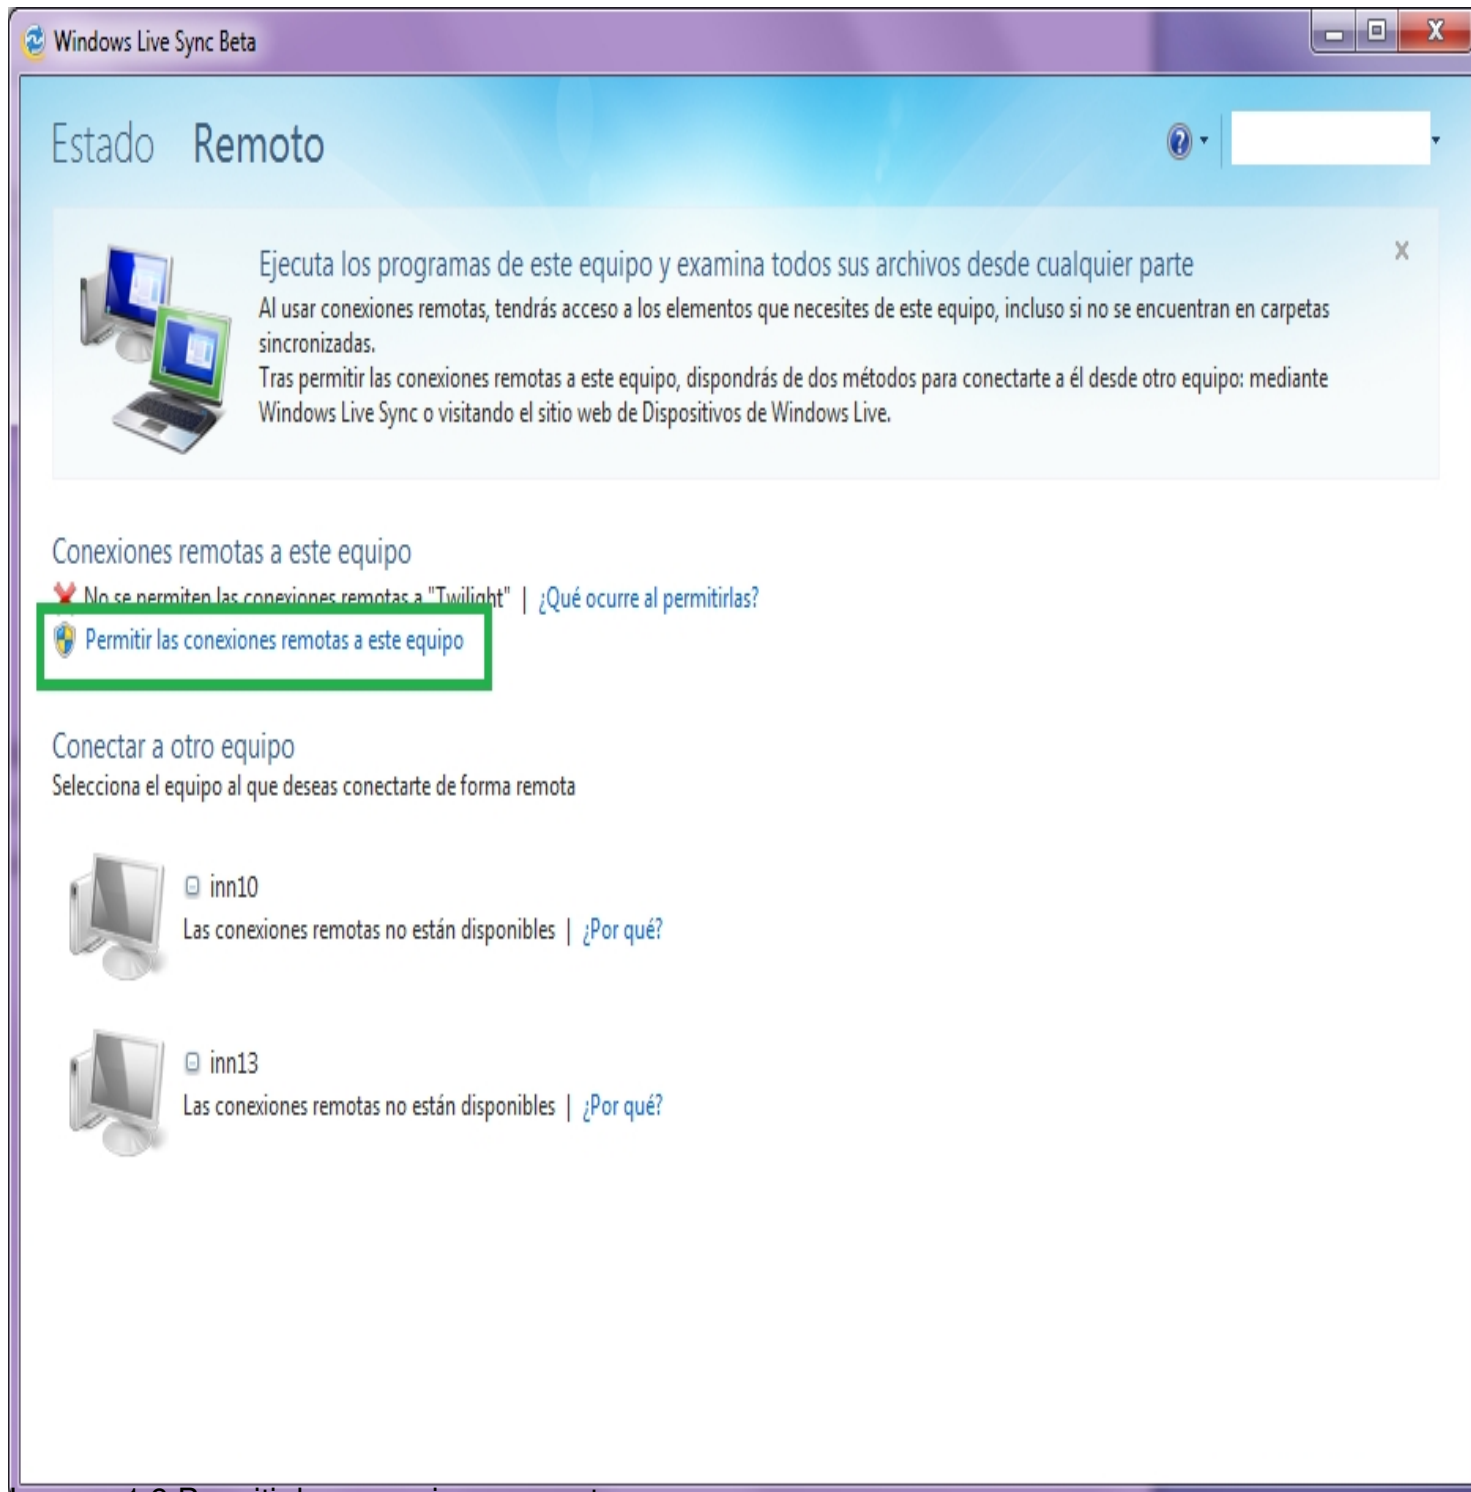 Windows Live Sync Beta
X
Estado Remoto
?
Ejecuta los programas de este equipo y examina todos sus archivos desde cualquier parte
X
Al usar conexiones remotas, tendrás acceso a los elementos que necesites de este equipo, incluso si no se encuentran en carpetas
sincronizadas.
Tras permitir las conexiones remotas a este equipo, dispondrás de dos métodos para conectarte a él desde otro equipo: mediante
Windows Live Sync o visitando el sitio web de Dispositivos de Windows Live.
Conexiones remotas a este equipo
No se permiten las conexiones remotas a "Twilight" | ¿Qué ocurre al permitirlas?
Permitir las conexiones remotas a este equipo
Conectar a otro equipo
Selecciona el equipo al que deseas conectarte de forma remota
inn10
Las conexiones remotas no están disponibles | ¿Por qué?
inn13
Las conexiones remotas no están disponibles | ¿Por qué?